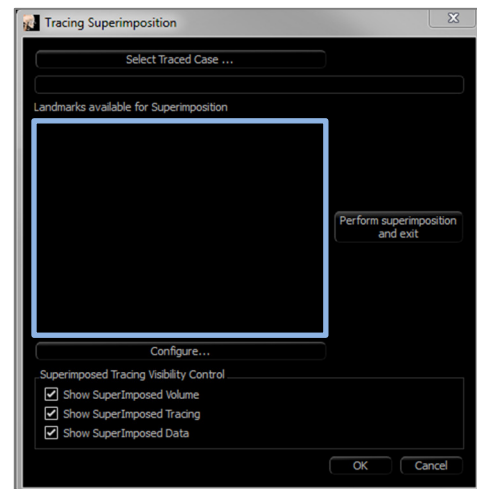 Tracing Superimposition
Select Traced Case ...
Landmarks available for Superimposition
Perform superimposition
and exit
Configure...
Superimposed Tracing Visibility Control
Show SuperImposed Volume
Show SuperImposed Tracing
Show SuperImposed Data
OK
Cancel